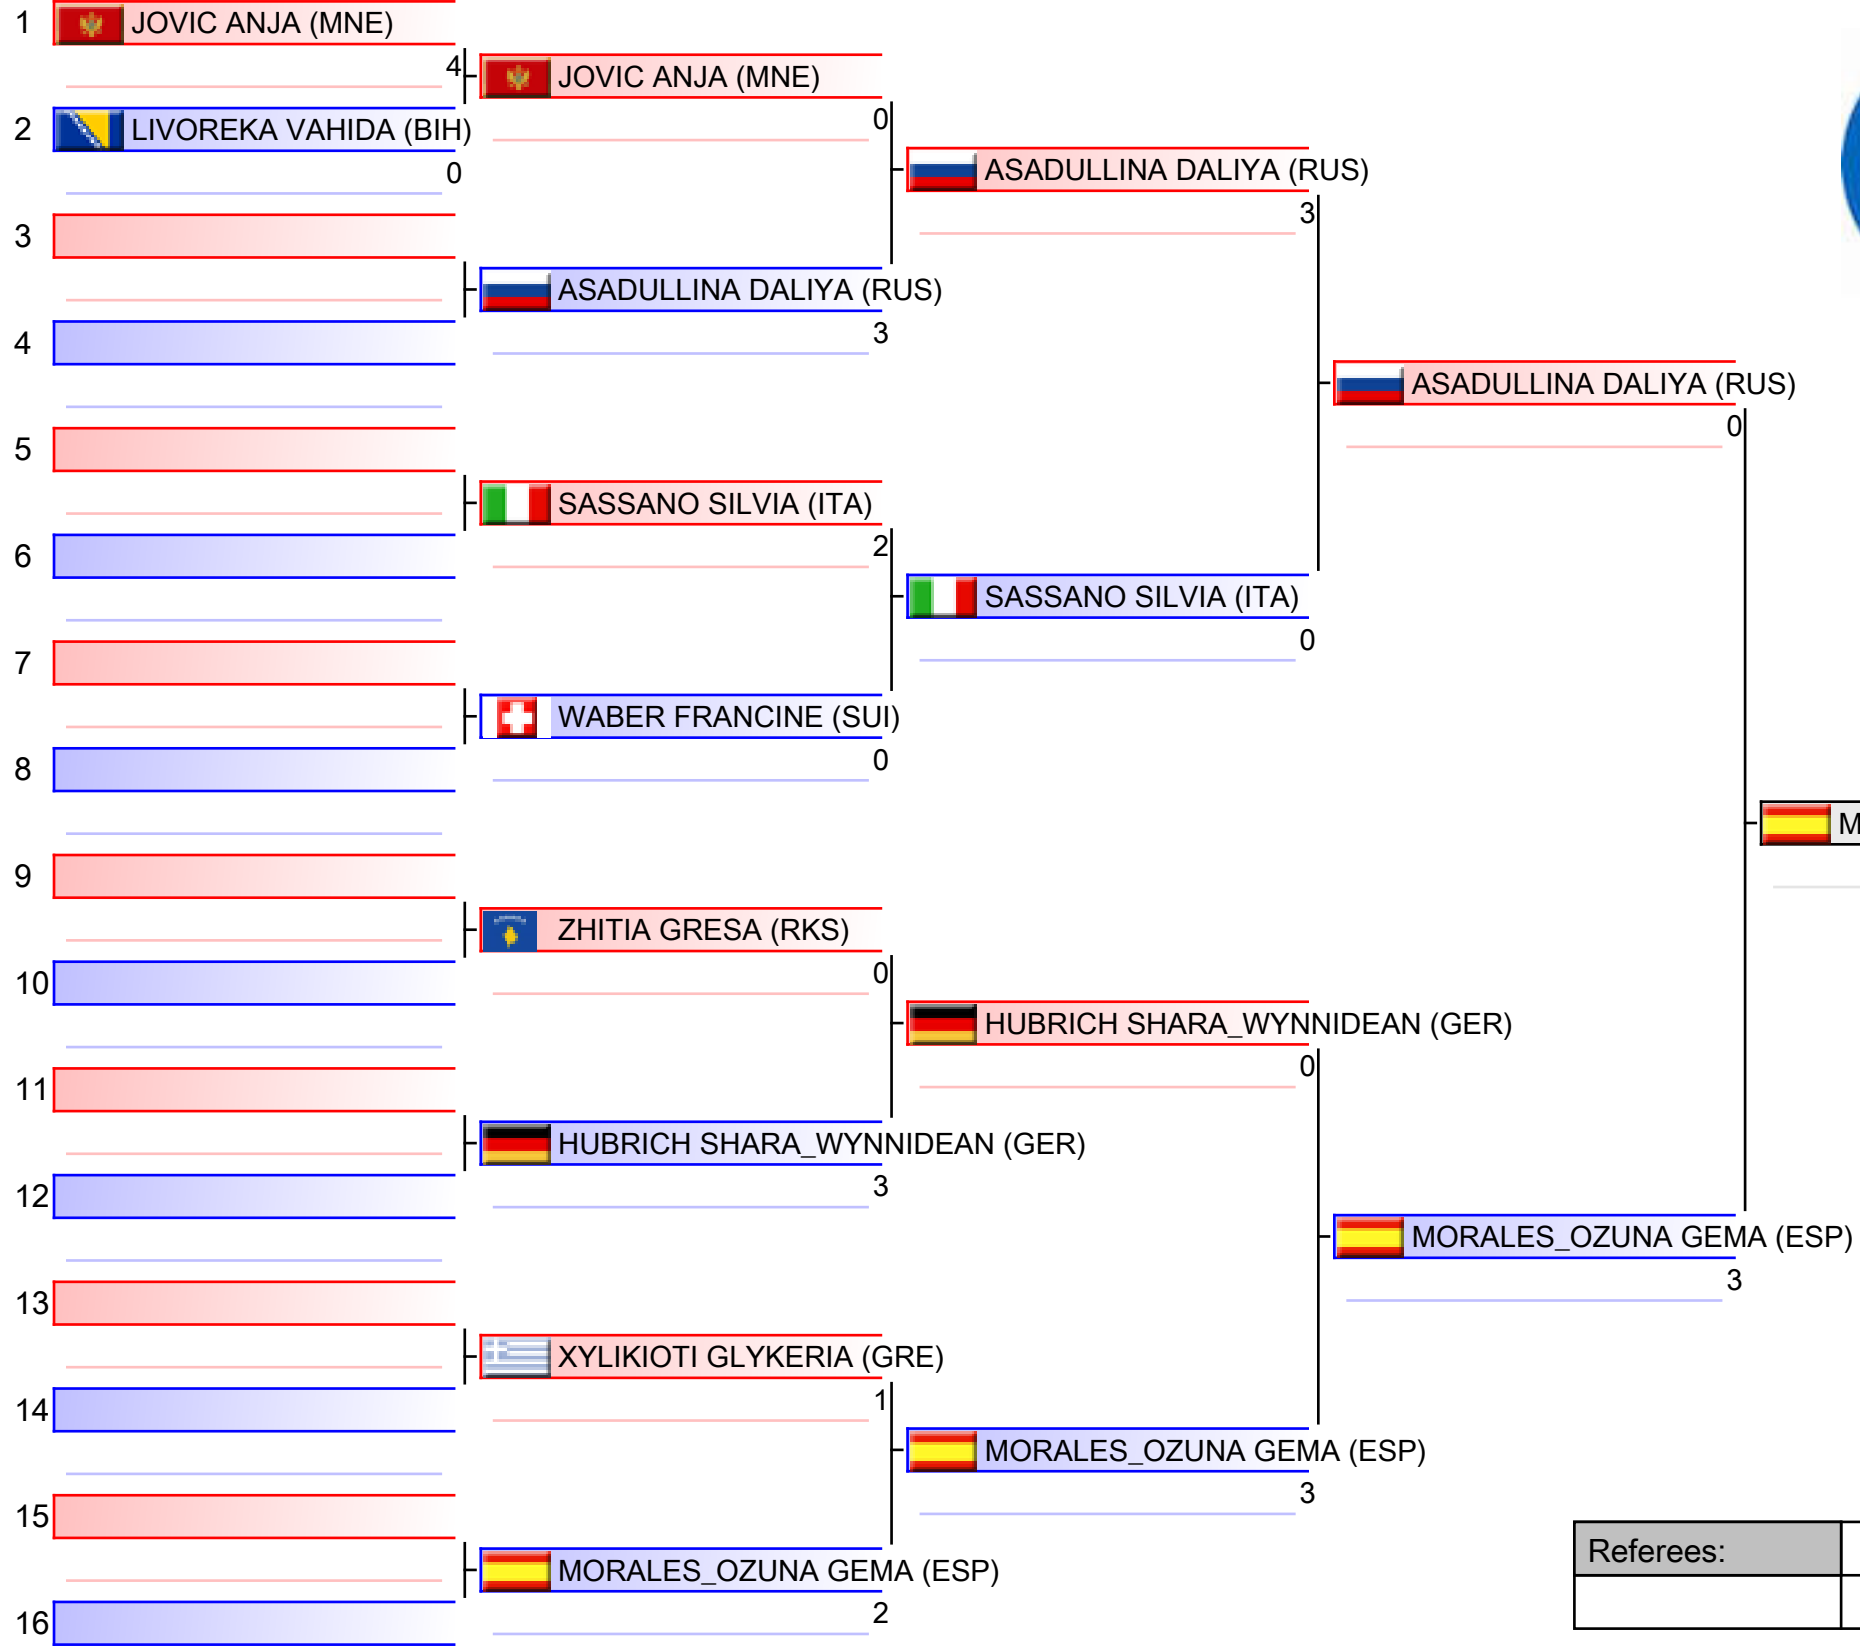 1 JOVIC ANJA (MNE)
4
JOVIC ANJA (MNE)
0
2 LIVOREKA VAHIDA (BIH)
0
ASADULLINA DALIYA (RUS)
3
3
ASADULLINA DALIYA (RUS)
3
4
ASADULLINA DALIYA (RUS)
0
5
SASSANO SILVIA (ITA)
2
6
SASSANO SILVIA (ITA)
0
7
WABER FRANCINE (SUI)
0
8
M
9
ZHITIA GRESA (RKS)
0
10
HUBRICH SHARA_WYNNIDEAN (GER)
0
11
HUBRICH SHARA_WYNNIDEAN (GER)
3
12
MORALES_OZUNA GEMA (ESP)
3
13
XYLIKIOTI GLYKERIA (GRE)
1
14
MORALES_OZUNA GEMA (ESP)
3
15
MORALES_OZUNA GEMA (ESP)
2
16
Referees: